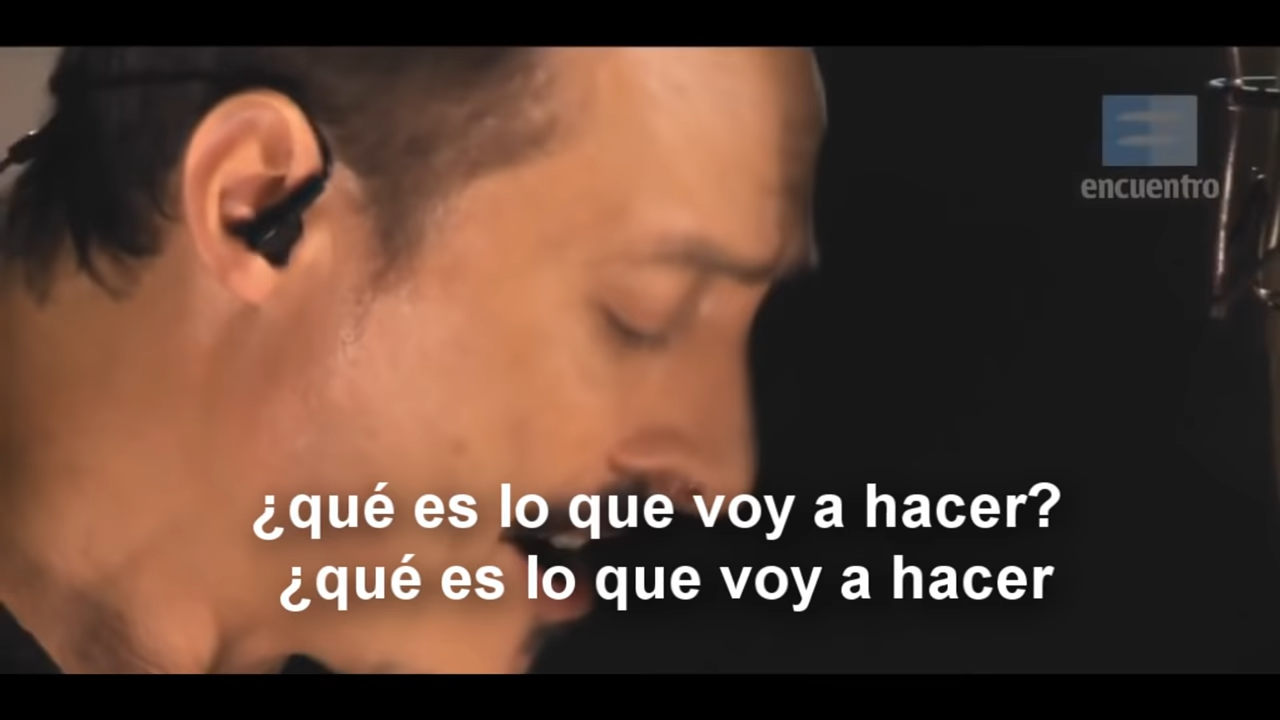 encuentro
¿qué es lo que voy a hacer?
¿qué es lo que voy a hacer